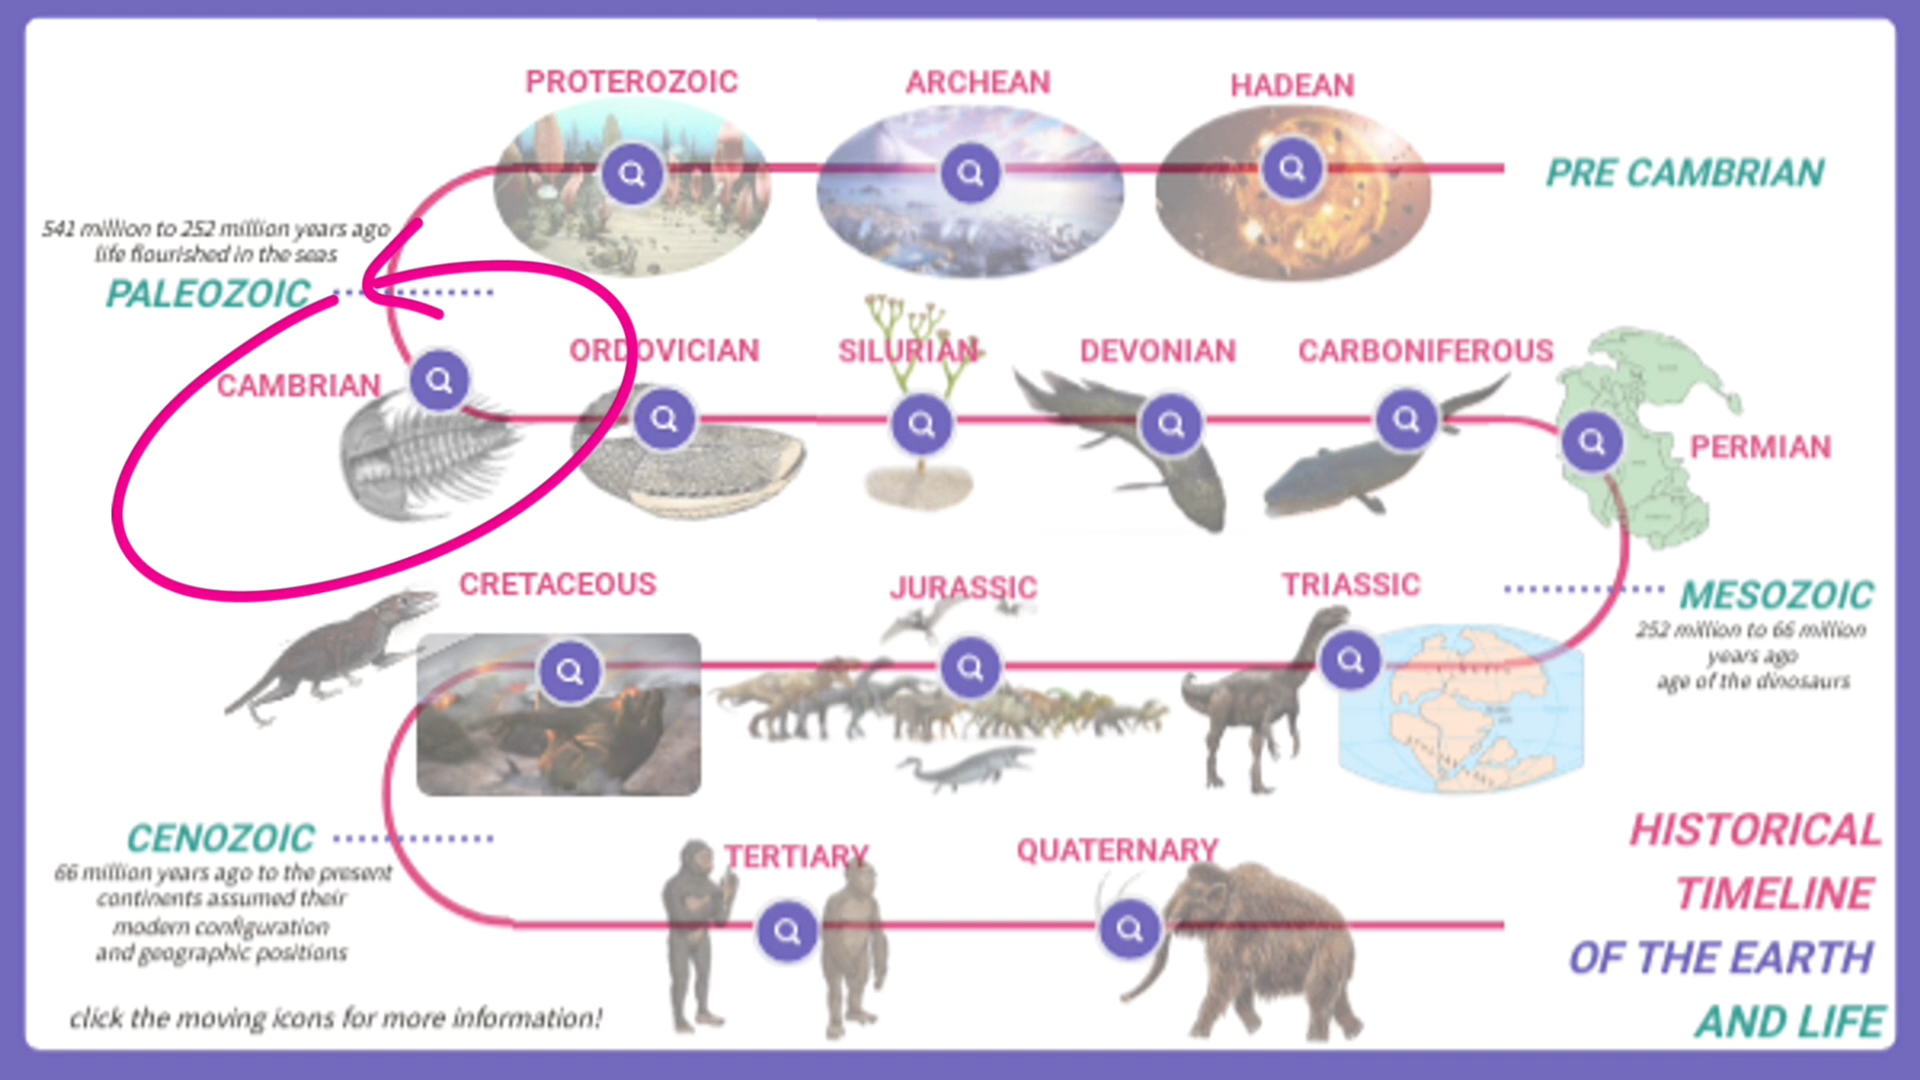 PROTEROZOIC
ARCHEAN
HADEAN
PRE CAMBRIAN
541 million to 252 million years ago
life flourished in the seas
PALEOZOIC
CAMBRIAN
ORDOVICIAN
SILURIAN
DEVONIAN
CARBONIFEROUS
PERMIAN
CRETACEOUS
JURASSIC
TRIASSIC
MESOZOIC
252 million to 66 million
years ago
age of the dinosaurs
CENOZOIC
66 million years ago to the present
continents assumed their
modern configuration
and geographic positions
TERTIARY
QUATERNARY
HISTORICAL
TIMELINE
OF THE EARTH
AND LIFE
click the moving icons for more information!